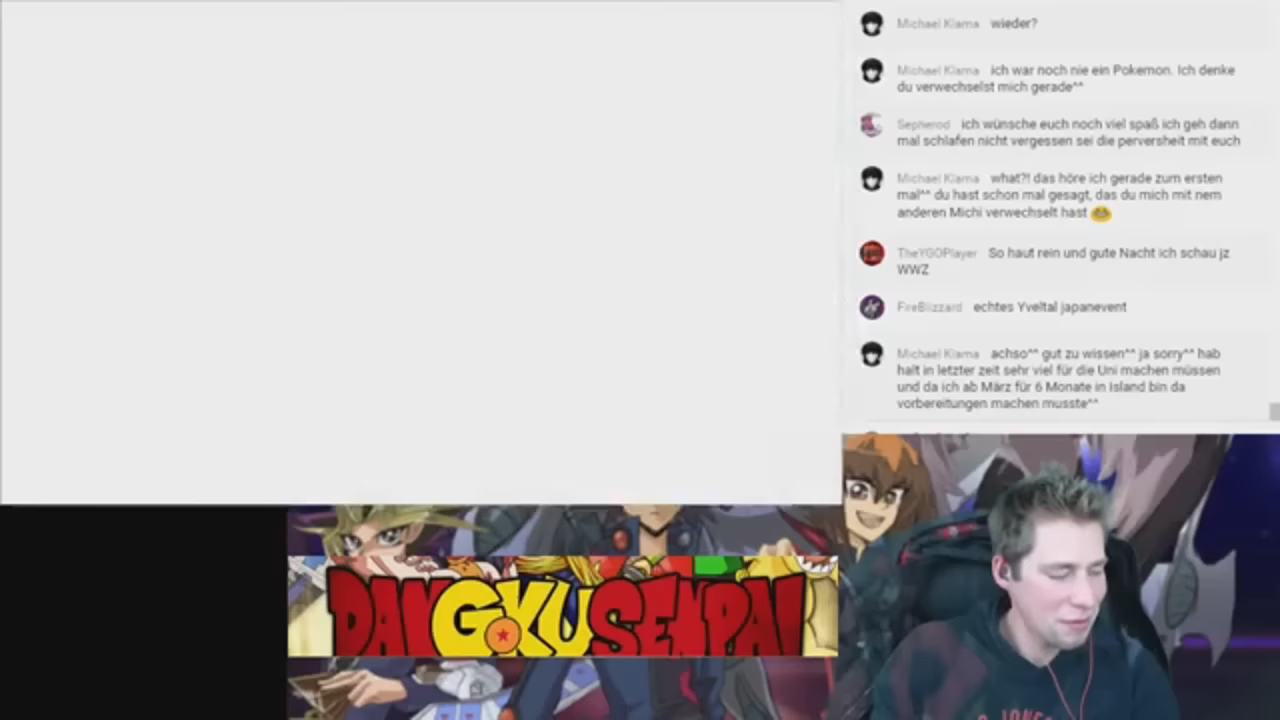 Michael Klama wieder?
Michael Klama ich war noch nie ein Pokemon. Ich denke
du verwechselst mich gerade^^
Sepherod ich wünsche euch noch viel spaß ich geh dann
mal schlafen nicht vergessen sei die perversheit mit euch
Michael Klama what?! das höre ich gerade zum ersten
mal^^ du hast schon mal gesagt, das du mich mit nem
anderen Michi verwechselt hast
TheYGOPlayer So haut rein und gute Nacht ich schau jz
WWZ
FireBlizzard echtes Yveltal japanevent
Michael Klama achso^^ gut zu wissen^^ ja sorry^^ hab
halt in letzter zeit sehr viel für die Uni machen müssen
und da ich ab März für 6 Monate in Island bin da
vorbereitungen machen musste^^
DANGOKUSENPAI